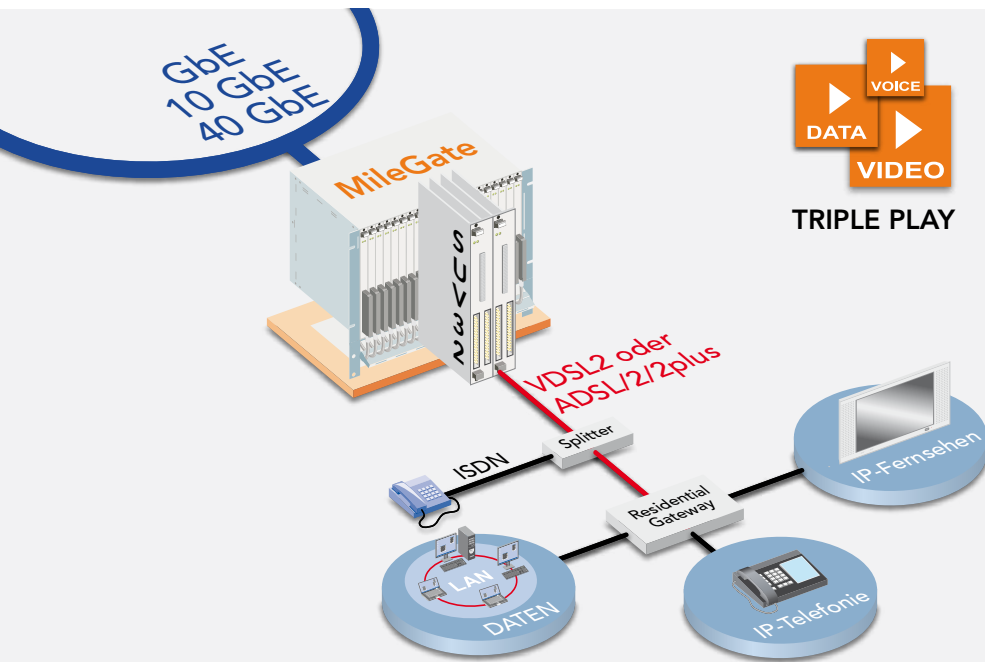 GbE
10 GbE
40 GbE
VOICE
DATA
VIDEO
TRIPLE PLAY
MileGate
SUV32
VDSL2 oder
ADSL/2/2plus
Splitter
ISDN
Residential
Gateway
IP-Fernsehen
LAN
DATEN
IP-Telefonie